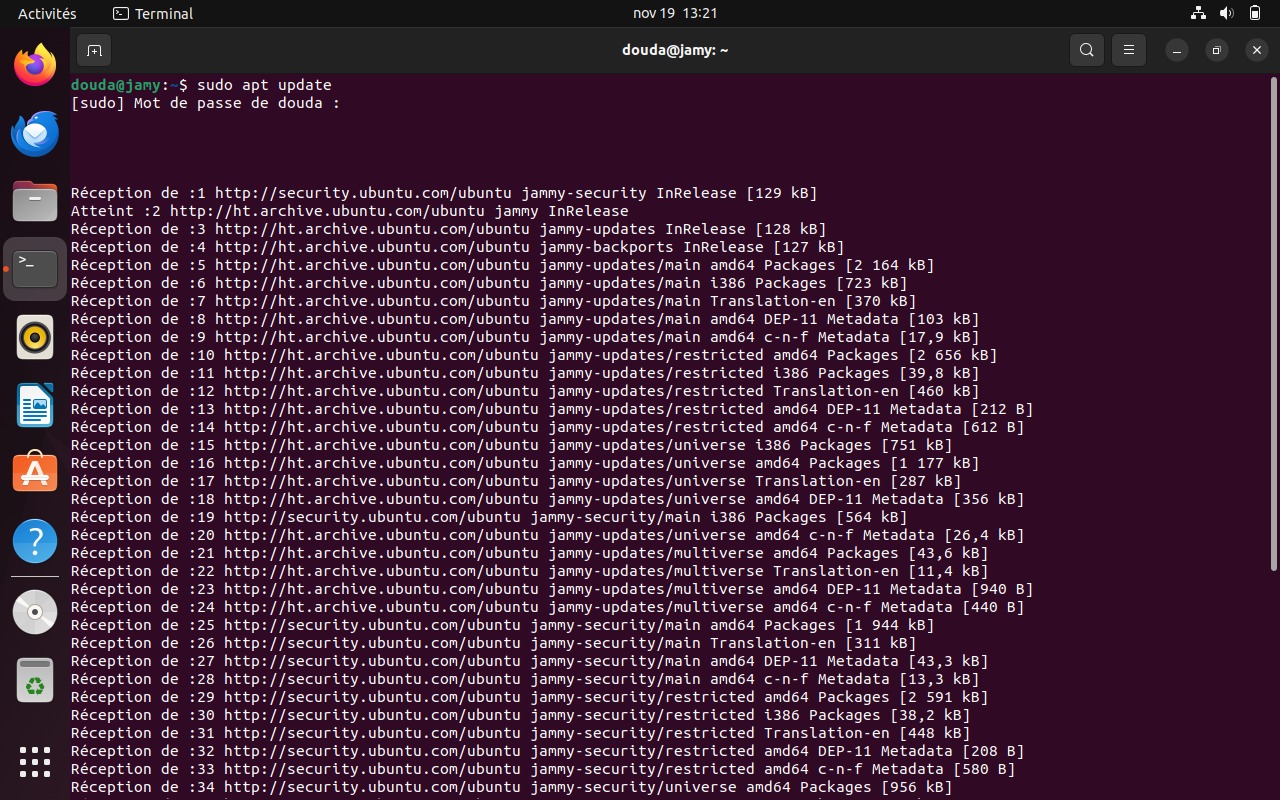 Activités
Terminal
nov 19 13:21
douda@jamy: ~
douda@jamy:~$ sudo apt update
[sudo] Mot de passe de douda :
Réception de :1 http://security.ubuntu.com/ubuntu jammy-security InRelease [129 kB]
Atteint :2 http://ht.archive.ubuntu.com/ubuntu jammy InRelease
Réception de :3 http://ht.archive.ubuntu.com/ubuntu jammy-updates InRelease [128 kB]
Réception de :4 http://ht.archive.ubuntu.com/ubuntu jammy-backports InRelease [127 kB]
Réception de :5 http://ht.archive.ubuntu.com/ubuntu jammy-updates/main amd64 Packages [2 164 kB]
Réception de :6 http://ht.archive.ubuntu.com/ubuntu jammy-updates/main i386 Packages [723 kB]
Réception de :7 http://ht.archive.ubuntu.com/ubuntu jammy-updates/main Translation-en [370 kB]
Réception de :8 http://ht.archive.ubuntu.com/ubuntu jammy-updates/main amd64 DEP-11 Metadata [103 kB]
Réception de :9 http://ht.archive.ubuntu.com/ubuntu jammy-updates/main amd64 c-n-f Metadata [17,9 kB]
Réception de :10 http://ht.archive.ubuntu.com/ubuntu jammy-updates/restricted amd64 Packages [2 656 kB]
Réception de :11 http://ht.archive.ubuntu.com/ubuntu jammy-updates/restricted i386 Packages [39,8 kB]
Réception de :12 http://ht.archive.ubuntu.com/ubuntu jammy-updates/restricted Translation-en [460 kB]
Réception de :13 http://ht.archive.ubuntu.com/ubuntu jammy-updates/restricted amd64 DEP-11 Metadata [212 B]
Réception de :14 http://ht.archive.ubuntu.com/ubuntu jammy-updates/restricted amd64 c-n-f Metadata [612 B]
Réception de :15 http://ht.archive.ubuntu.com/ubuntu jammy-updates/universe i386 Packages [751 kB]
Réception de :16 http://ht.archive.ubuntu.com/ubuntu jammy-updates/universe amd64 Packages [1 177 kB]
Réception de :17 http://ht.archive.ubuntu.com/ubuntu jammy-updates/universe Translation-en [287 kB]
Réception de :18 http://ht.archive.ubuntu.com/ubuntu jammy-updates/universe amd64 DEP-11 Metadata [356 kB]
Réception de :19 http://security.ubuntu.com/ubuntu jammy-security/main i386 Packages [564 kB]
Réception de :20 http://ht.archive.ubuntu.com/ubuntu jammy-updates/universe amd64 c-n-f Metadata [26,4 kB]
Réception de :21 http://ht.archive.ubuntu.com/ubuntu jammy-updates/multiverse amd64 Packages [43,6 kB]
Réception de :22 http://ht.archive.ubuntu.com/ubuntu jammy-updates/multiverse Translation-en [11,4 kB]
Réception de :23 http://ht.archive.ubuntu.com/ubuntu jammy-updates/multiverse amd64 DEP-11 Metadata [940 B]
Réception de :24 http://ht.archive.ubuntu.com/ubuntu jammy-updates/multiverse amd64 c-n-f Metadata [440 B]
Réception de :25 http://security.ubuntu.com/ubuntu jammy-security/main amd64 Packages [1 944 kB]
Réception de :26 http://security.ubuntu.com/ubuntu jammy-security/main Translation-en [311 kB]
Réception de :27 http://security.ubuntu.com/ubuntu jammy-security/main amd64 DEP-11 Metadata [43,3 kB]
Réception de :28 http://security.ubuntu.com/ubuntu jammy-security/main amd64 c-n-f Metadata [13,3 kB]
Réception de :29 http://security.ubuntu.com/ubuntu jammy-security/restricted amd64 Packages [2 591 kB]
Réception de :30 http://security.ubuntu.com/ubuntu jammy-security/restricted i386 Packages [38,2 kB]
Réception de :31 http://security.ubuntu.com/ubuntu jammy-security/restricted Translation-en [448 kB]
Réception de :32 http://security.ubuntu.com/ubuntu jammy-security/restricted amd64 DEP-11 Metadata [208 B]
Réception de :33 http://security.ubuntu.com/ubuntu jammy-security/restricted amd64 c-n-f Metadata [580 B]
Réception de :34 http://security.ubuntu.com/ubuntu jammy-security/universe amd64 Packages [956 kB]